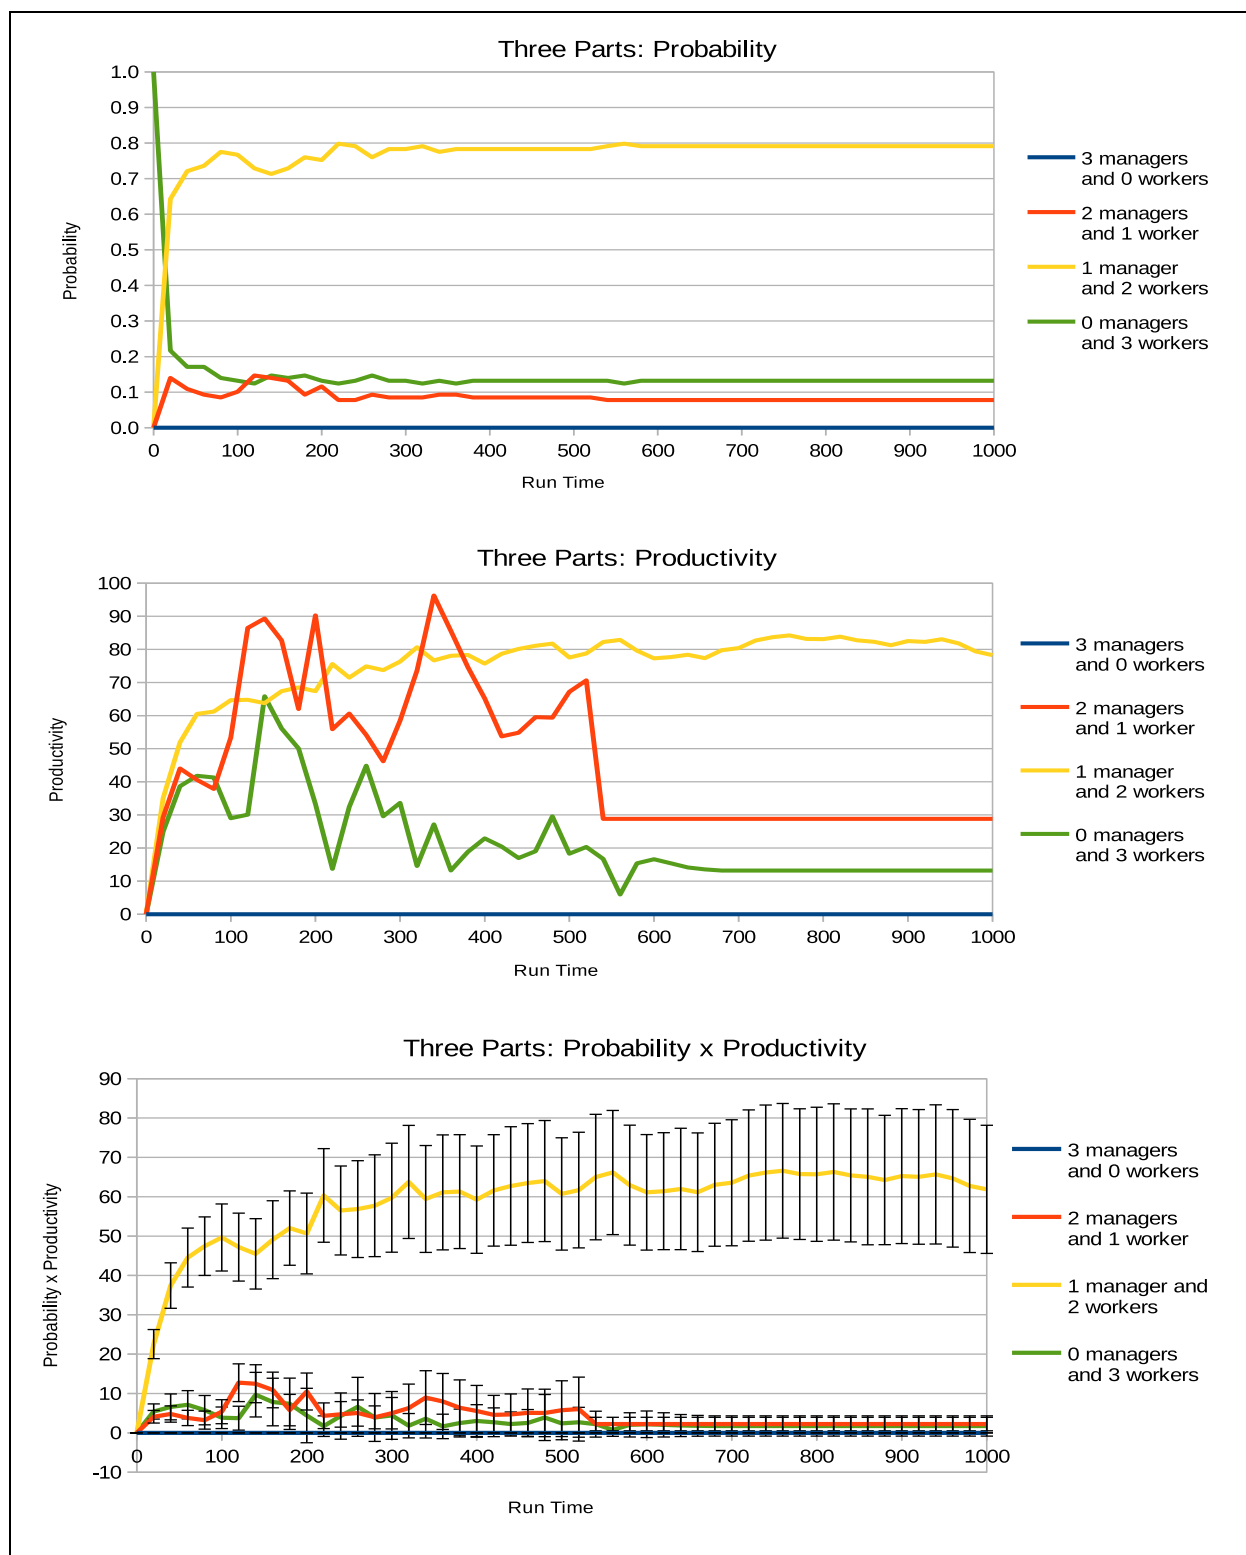 Three Parts: Probability
1.0
0.9
0.8
0.7
0.6
0.5
0.4
0.3
0.2
0.1
0.0
Probability
0 100 200 300 400 500 600 700 800 900 1000
Run Time
3 managers
and 0 workers
2 managers
and 1 worker
1 manager
and 2 workers
0 managers
and 3 workers
Three Parts: Productivity
100
90
80
70
60
50
40
30
20
10
0
Productivity
0 100 200 300 400 500 600 700 800 900 1000
Run Time
3 managers
and 0 workers
2 managers
and 1 worker
1 manager
and 2 workers
0 managers
and 3 workers
Three Parts: Probability x Productivity
90
80
70
60
50
40
30
20
10
0
-10
Probability x Productivity
0 100 200 300 400 500 600 700 800 900 1000
Run Time
3 managers
and 0 workers
2 managers
and 1 worker
1 manager and
2 workers
0 managers
and 3 workers